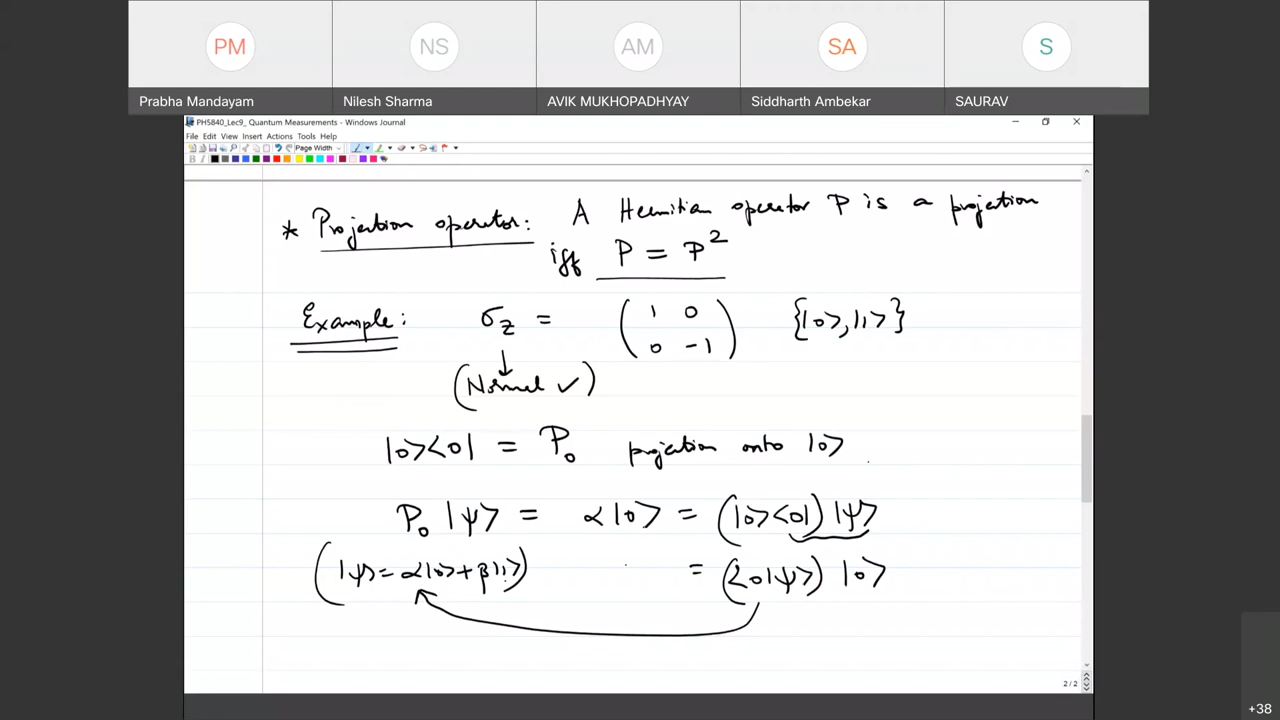 PM NS AM SA S
Prabha Mandayam Nilesh Sharma AVIK MUKHOPADHYAY Siddharth Ambekar SAURAV
PH5840_Lec9_ Quantum Measurements - Windows Journal
File Edit View Insert Actions Tools Help
Page Width
B I
* Projection operator: A Hermitian operator P is a projection
iff P = P²
Example: σ_z = (1 0 0 -1) {|0>, |1>}
(Normal ✓)
|0><0| = P₀ projection onto |0>
P₀ |ψ> = α|0> = (|0><0|) |ψ>
(|ψ> = α|0> + β|1>) = (<0|ψ>) |0>
2 / 2
+38